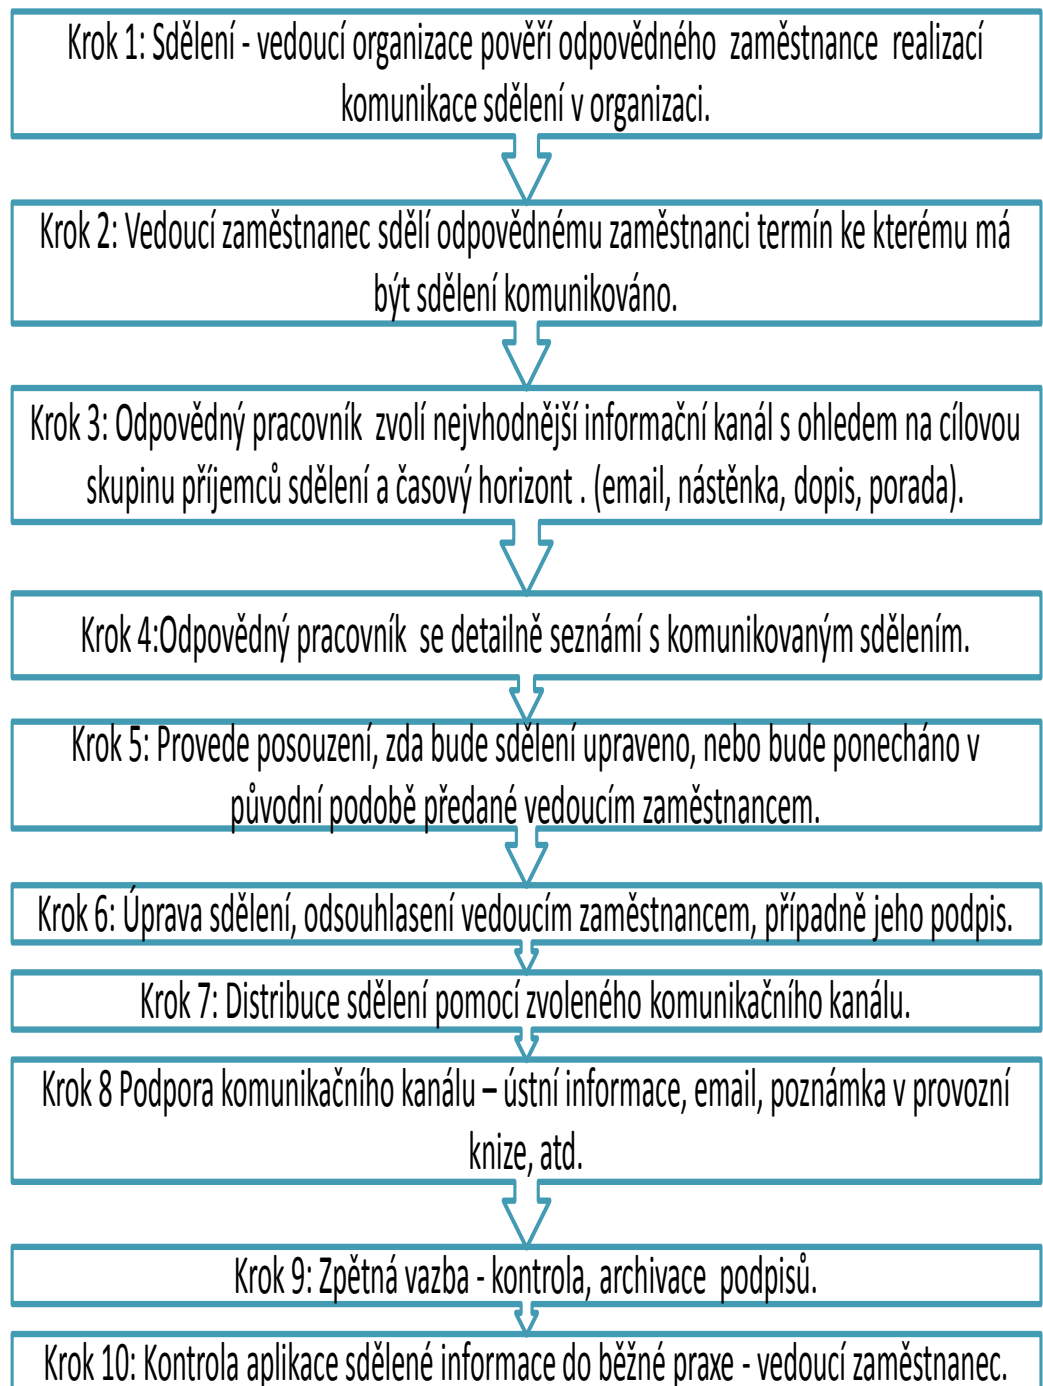 Krok 1: Sdělení - vedoucí organizace pověří odpovědného zaměstnance realizací
komunikace sdělení v organizaci.
Krok 2: Vedoucí zaměstnanec sdělí odpovědnému zaměstnanci termín ke kterému má
být sdělení komunikováno.
Krok 3: Odpovědný pracovník zvolí nejvhodnější informační kanál s ohledem na cílovou
skupinu příjemců sdělení a časový horizont . (email, nástěnka, dopis, porada).
Krok 4:Odpovědný pracovník se detailně seznámí s komunikovaným sdělením.
Krok 5: Provede posouzení, zda bude sdělení upraveno, nebo bude ponecháno v
původní podobě předané vedoucím zaměstnancem.
Krok 6: Úprava sdělení, odsouhlasení vedoucím zaměstnancem, případně jeho podpis.
Krok 7: Distribuce sdělení pomocí zvoleného komunikačního kanálu.
Krok 8 Podpora komunikačního kanálu – ústní informace, email, poznámka v provozní
knize, atd.
Krok 9: Zpětná vazba - kontrola, archivace podpisů.
Krok 10: Kontrola aplikace sdělené informace do běžné praxe - vedoucí zaměstnanec.